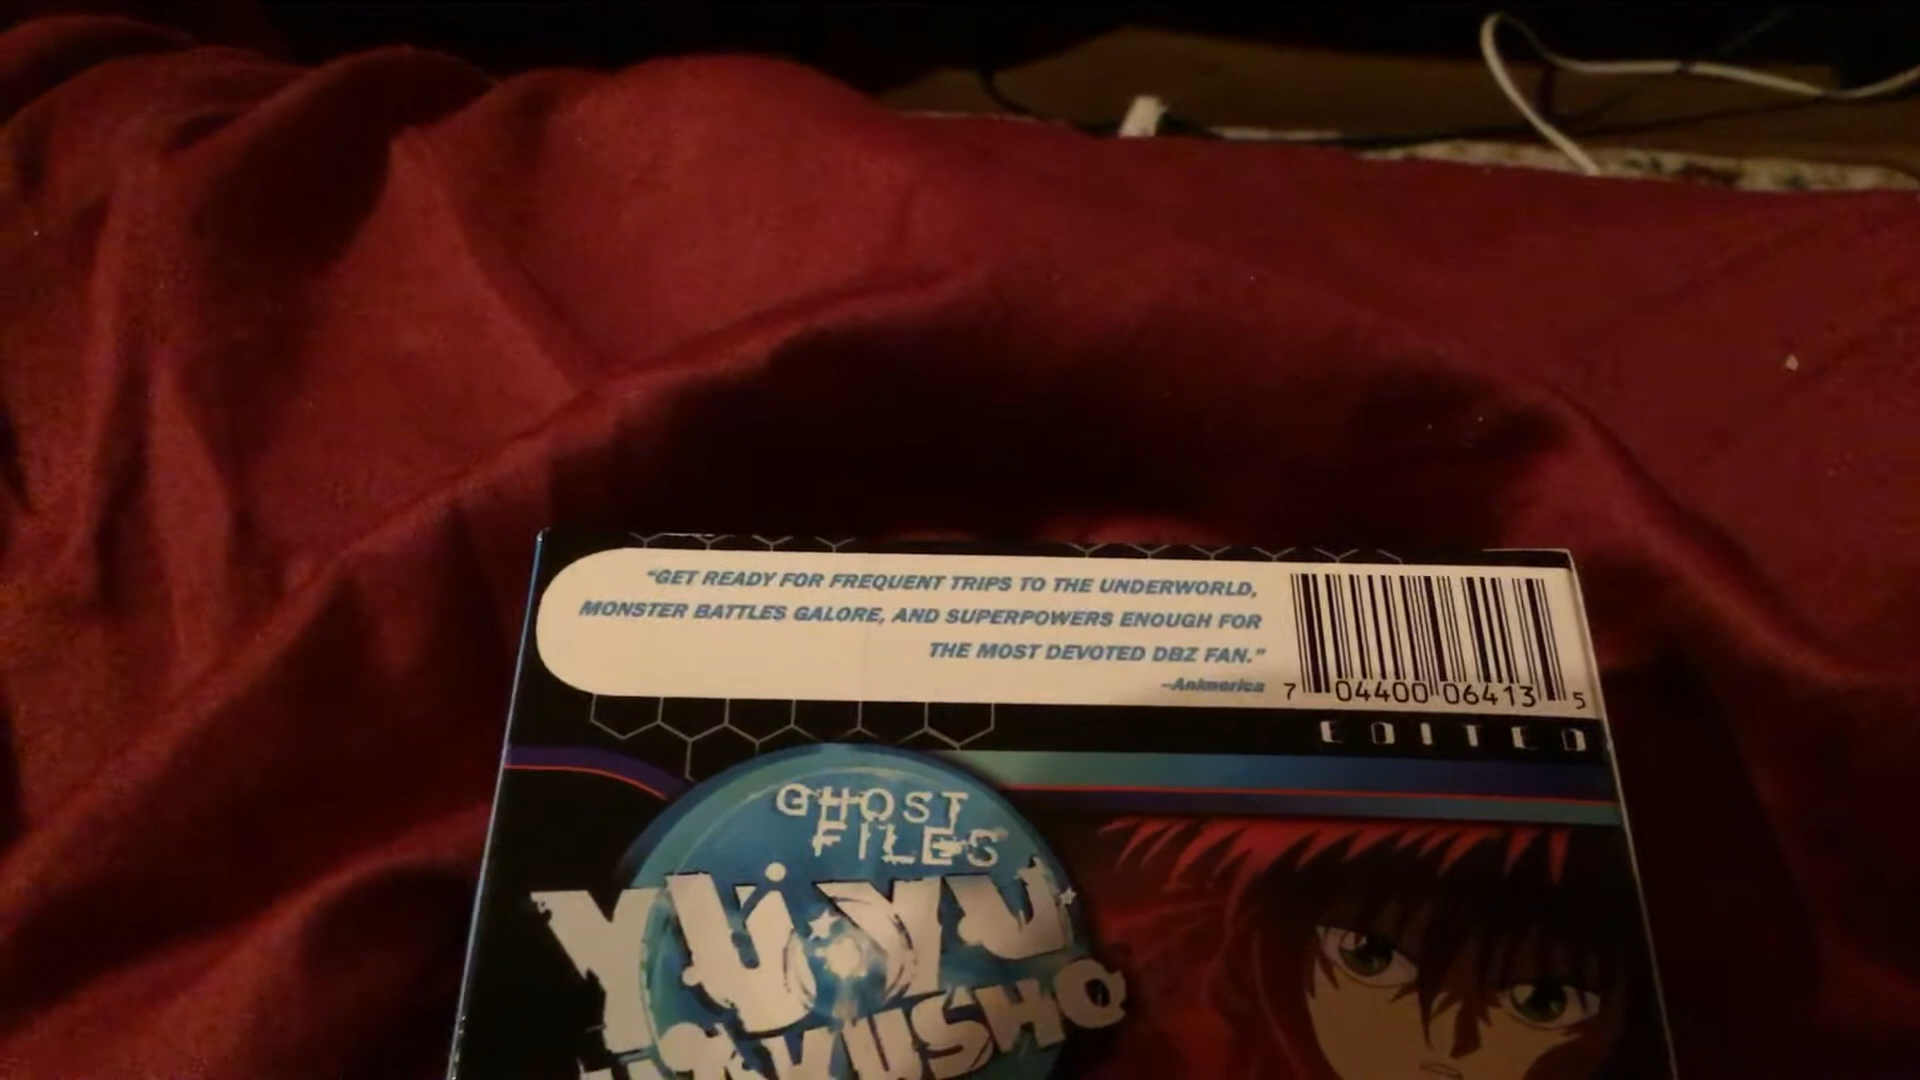 "GET READY FOR FREQUENT TRIPS TO THE UNDERWORLD,
MONSTER BATTLES GALORE, AND SUPERPOWERS ENOUGH FOR
THE MOST DEVOTED DBZ FAN."
–Animerica
7 04400 06413 5
EDITED
GHOST
FILES
YU YU
HAKUSHO